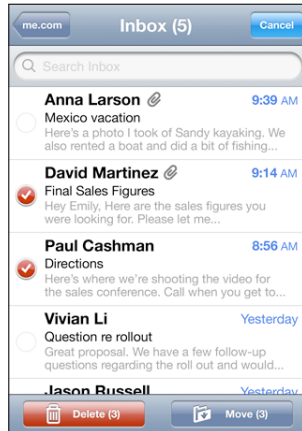 me.com
Inbox (5)
Cancel
Search Inbox
Anna Larson
9:39 AM
Mexico vacation
Here's a photo I took of Sandy kayaking. We
also rented a boat and did a bit of fishing...
David Martinez
9:14 AM
Final Sales Figures
Hey Emily, Here are the sales figures you
were looking for. Please let me...
Paul Cashman
8:56 AM
Directions
Here's where we're shooting the video for
the sales conference. Call when you get to...
Vivian Li
Yesterday
Question re rollout
Great proposal. We have a few follow-up
questions regarding the roll out and would...
Jason Russell
Yesterday
Delete (3)
Move (3)